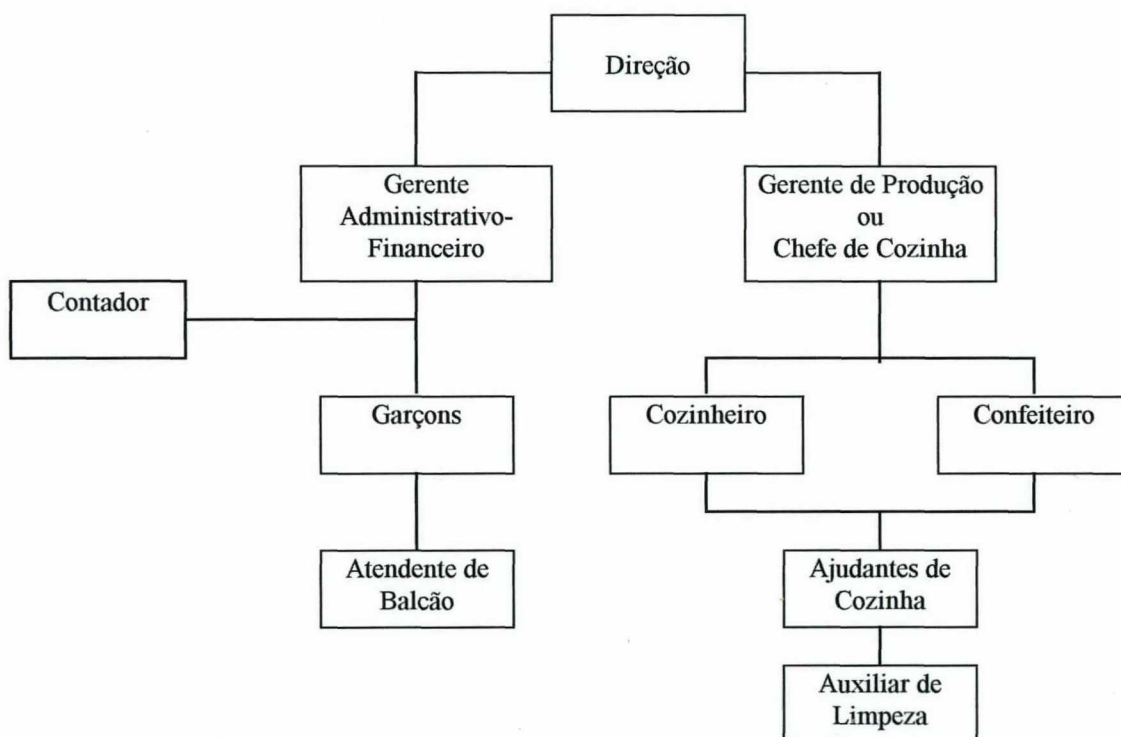 Direção
Gerente
Administrativo-
Financeiro
Gerente de Produção
ou
Chefe de Cozinha
Contador
Garçons
Cozinheiro
Confeiteiro
Atendente de
Balcão
Ajudantes de
Cozinha
Auxiliar de
Limpeza